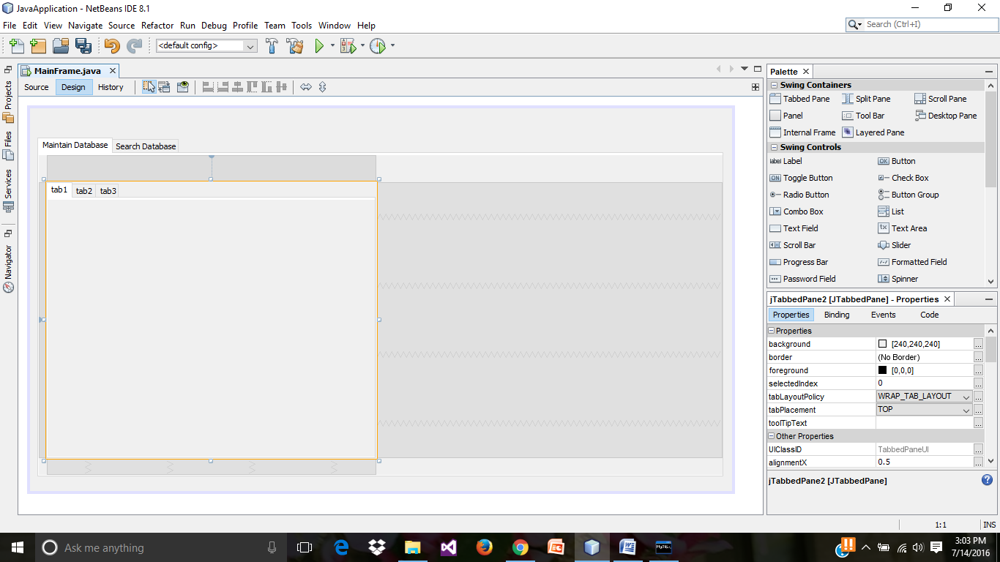 JavaApplication - NetBeans IDE 8.1
File Edit View Navigate Source Refactor Run Debug Profile Team Tools Window Help
Search (Ctrl+I)
<default config>
MainFrame.java
Source Design History
Projects
Files
Services
Navigator
Maintain Database Search Database
tab1 tab2 tab3
Palette
Swing Containers
Tabbed Pane Split Pane Scroll Pane
Panel Tool Bar Desktop Pane
Internal Frame Layered Pane
Swing Controls
label Label OK Button
ON Toggle Button Check Box
Radio Button Button Group
Combo Box List
Text Field Text Area
Scroll Bar Slider
Progress Bar Formatted Field
Password Field Spinner
jTabbedPane2 [JTabbedPane] - Properties
Properties Binding Events Code
Properties
background [240,240,240] ...
border (No Border) ...
foreground [0,0,0] ...
selectedIndex 0 ...
tabLayoutPolicy WRAP_TAB_LAYOUT ...
tabPlacement TOP ...
toolTipText ...
Other Properties
UIClassID TabbedPaneUI ...
alignmentX 0.5 ...
jTabbedPane2 [JTabbedPane]
1:1 INS
Ask me anything
MySQL
3:03 PM
7/14/2016